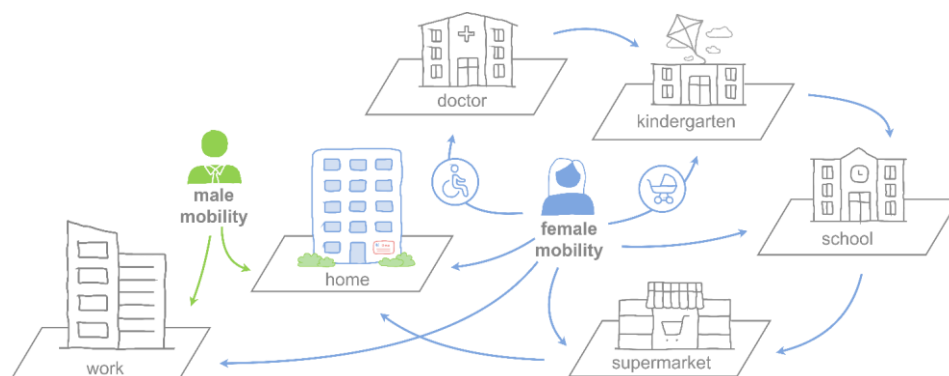 doctor
kindergarten
male
mobility
female
mobility
school
home
supermarket
work